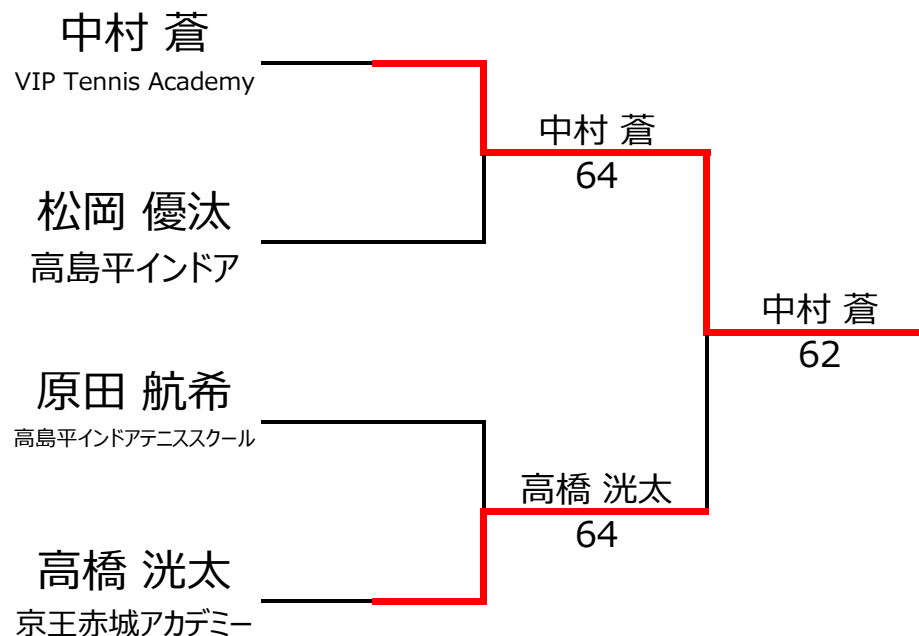 中村 蒼
VIP Tennis Academy
中村 蒼
64
松岡 優汰
高島平インドア
中村 蒼
62
原田 航希
高島平インドアテニススクール
高橋 洸太
64
高橋 洸太
京王赤城アカデミー